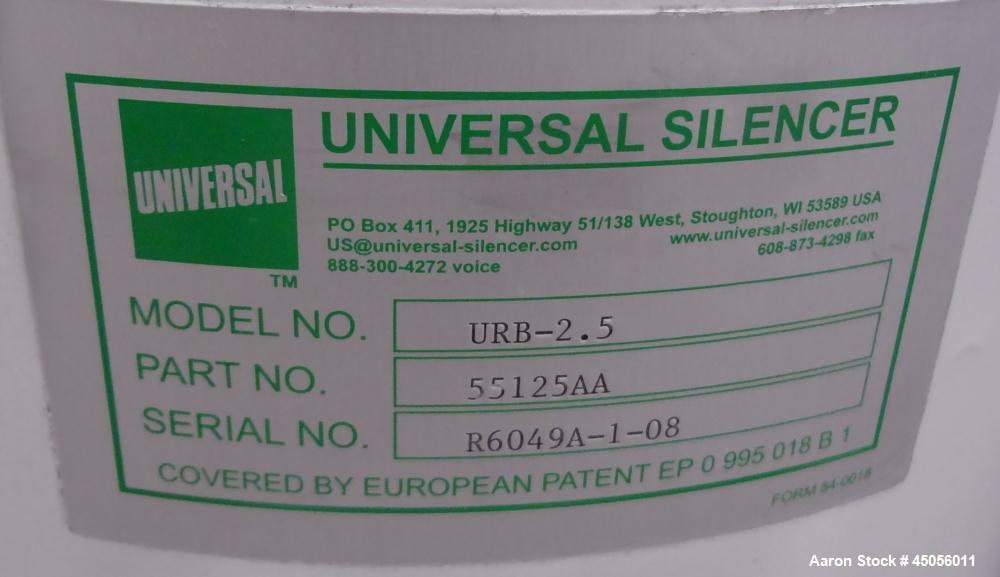 UNIVERSAL
TM
UNIVERSAL SILENCER
PO Box 411, 1925 Highway 51/138 West, Stoughton, WI 53589 USA
US@universal-silencer.com www.universal-silencer.com
888-300-4272 voice 608-873-4298 fax
MODEL NO. URB-2.5
PART NO. 55125AA
SERIAL NO. R6049A-1-08
COVERED BY EUROPEAN PATENT EP 0 995 018 B 1
FORM 84-0018
Aaron Stock # 45056011